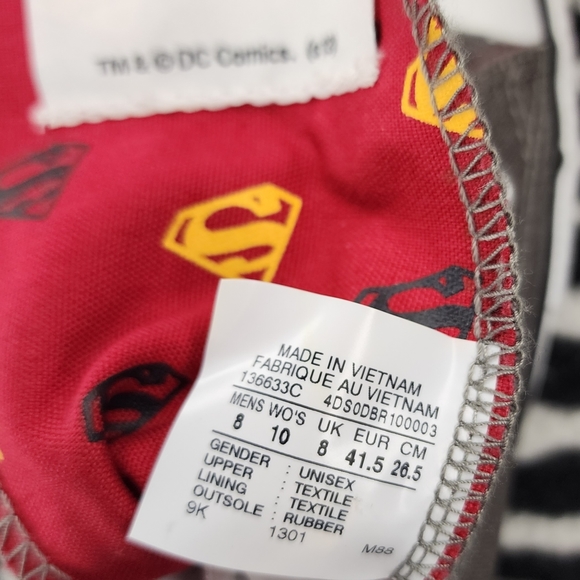 TM & © DC Comics. (s11)
MADE IN VIETNAM
FABRIQUE AU VIETNAM
136633C 4DS0DBR100003
MENS WO'S UK EUR CM
8 10 8 41.5 26.5
GENDER : UNISEX
UPPER : TEXTILE
LINING : TEXTILE
OUTSOLE : RUBBER
9K 1301 M88